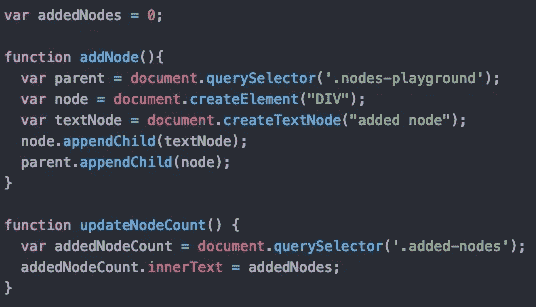 var addedNodes = 0;

function addNode(){
  var parent = document.querySelector('.nodes-playground');
  var node = document.createElement("DIV");
  var textNode = document.createTextNode("added node");
  node.appendChild(textNode);
  parent.appendChild(node);
}

function updateNodeCount() {
  var addedNodeCount = document.querySelector('.added-nodes');
  addedNodeCount.innerText = addedNodes;
}